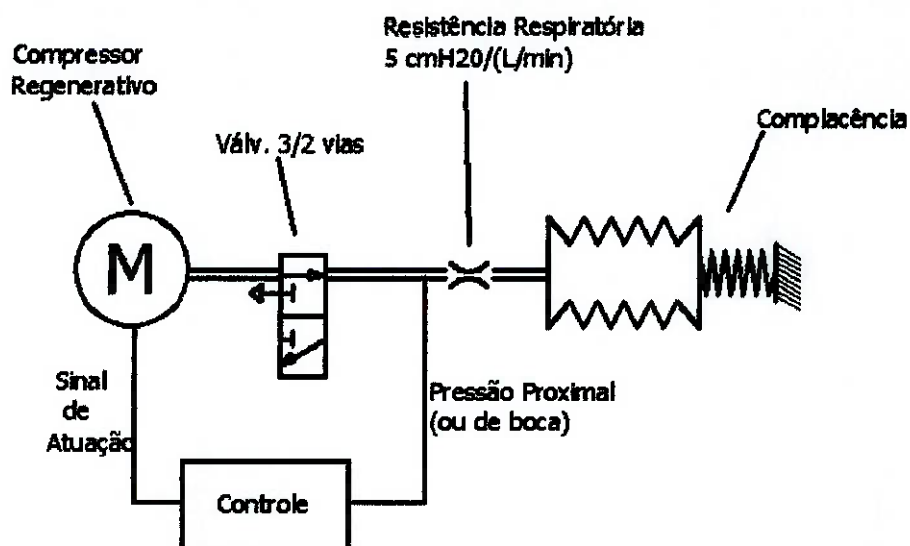 Resistência Respiratória
5 cmH20/(L/min)
Compressor
Regenerativo
Complacência
Válv. 3/2 vias
M
Sinal
de
Atuação
Pressão Proximal
(ou de boca)
Controle